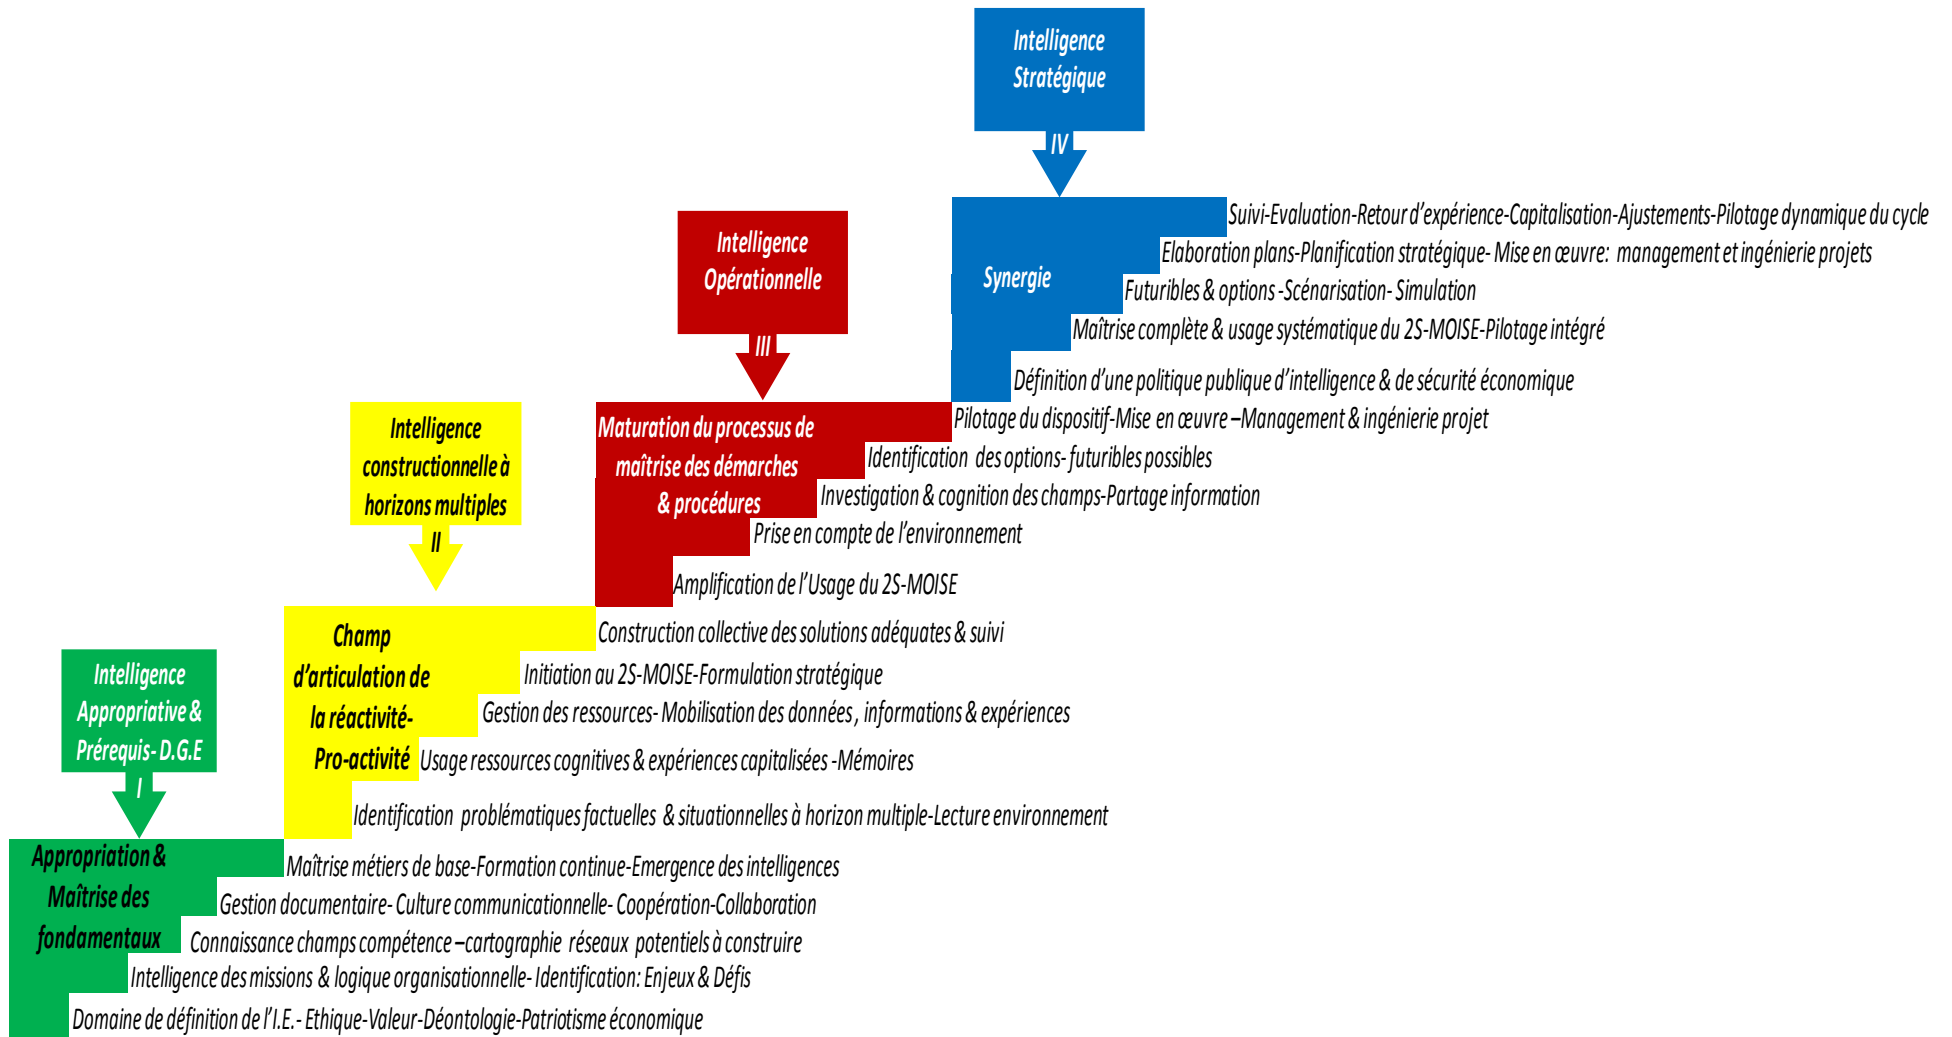 Intelligence
Stratégique
IV
Synergie
Suivi-Evaluation-Retour d’expérience-Capitalisation-Ajustements-Pilotage dynamique du cycle
Elaboration plans-Planification stratégique- Mise en œuvre: management et ingénierie projets
Futuribles & options -Scénarisation- Simulation
Maîtrise complète & usage systématique du 2S-MOISE-Pilotage intégré
Définition d’une politique publique d’intelligence & de sécurité économique
Intelligence
Opérationnelle
III
Maturation du processus de
maîtrise des démarches
& procédures
Pilotage du dispositif-Mise en œuvre –Management & ingénierie projet
Identification des options- futuribles possibles
Investigation & cognition des champs-Partage information
Prise en compte de l’environnement
Amplification de l’Usage du 2S-MOISE
Intelligence
constructionnelle à
horizons multiples
II
Champ
d’articulation de
la réactivité-
Pro-activité
Construction collective des solutions adéquates & suivi
Initiation au 2S-MOISE-Formulation stratégique
Gestion des ressources- Mobilisation des données , informations & expériences
Usage ressources cognitives & expériences capitalisées -Mémoires
Identification problématiques factuelles & situationnelles à horizon multiple-Lecture environnement
Intelligence
Appropriative &
Prérequis- D.G.E
I
Appropriation &
Maîtrise des
fondamentaux
Maîtrise métiers de base-Formation continue-Emergence des intelligences
Gestion documentaire- Culture communicationnelle- Coopération-Collaboration
Connaissance champs compétence –cartographie réseaux potentiels à construire
Intelligence des missions & logique organisationnelle- Identification: Enjeux & Défis
Domaine de définition de l’I.E.- Ethique-Valeur-Déontologie-Patriotisme économique